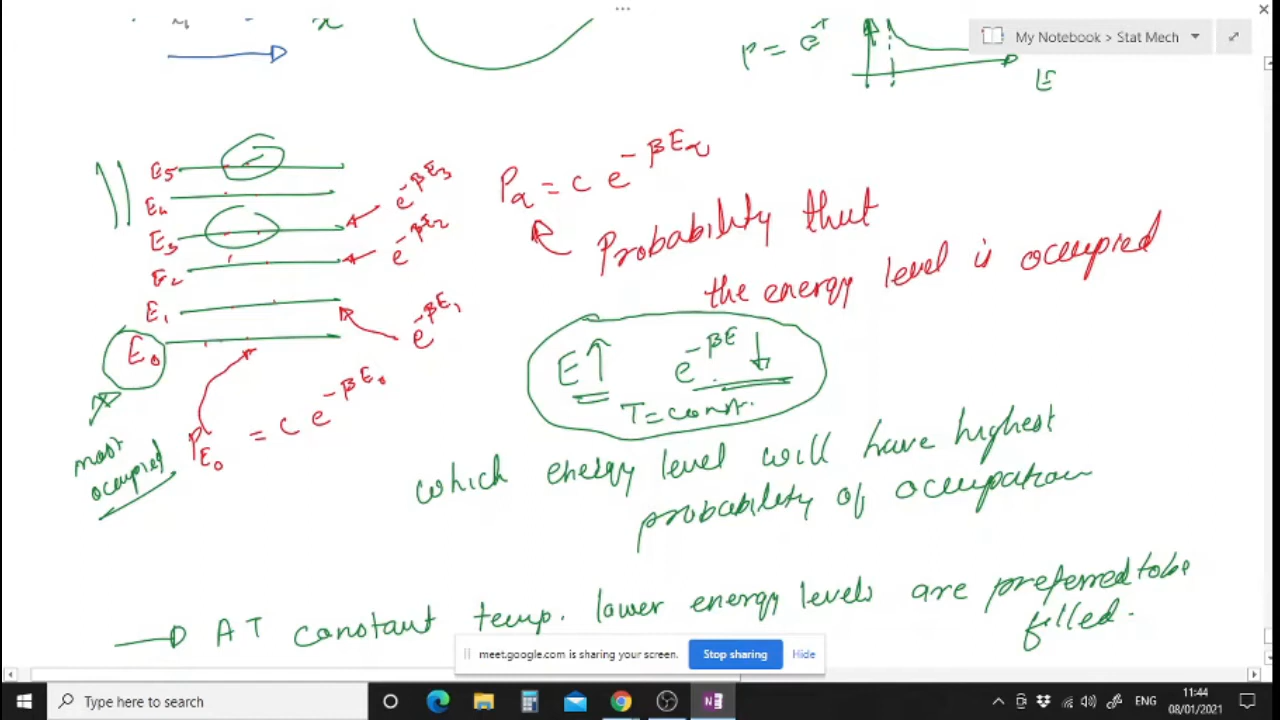 ...
x
P = e
E
My Notebook > Stat Mech
E₅
E₄
E₃
E₂
E₁
E₀
e^-βE₃
e^-βE₂
e^-βE₁
P_E₀ = c e^-βE₀
most
occupied
P_r = c e^-βE_r
Probability that
the energy level is occupied
E↑ e^-βE ↓
T = const.
which energy level will have highest
probability of occupation
→ AT constant temp. lower energy levels are preferred to be
filled.
meet.google.com is sharing your screen. Stop sharing Hide
Type here to search
ENG
11:44
08/01/2021